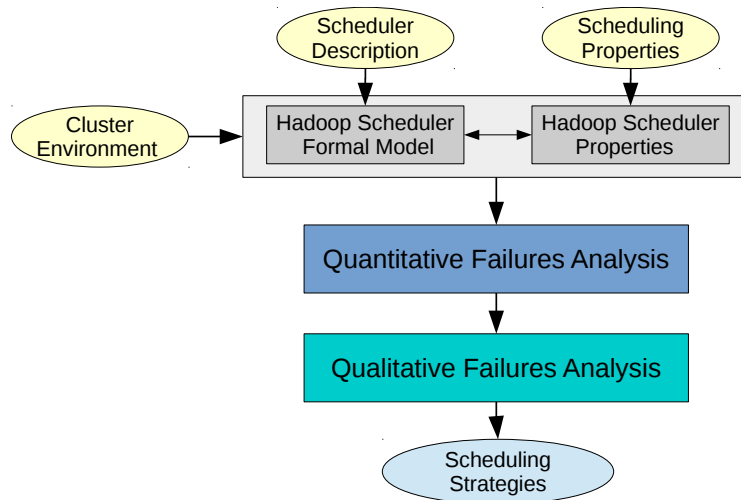 Scheduler
Description
Scheduling
Properties
Cluster
Environment
Hadoop Scheduler
Formal Model
Hadoop Scheduler
Properties
Quantitative Failures Analysis
Qualitative Failures Analysis
Scheduling
Strategies